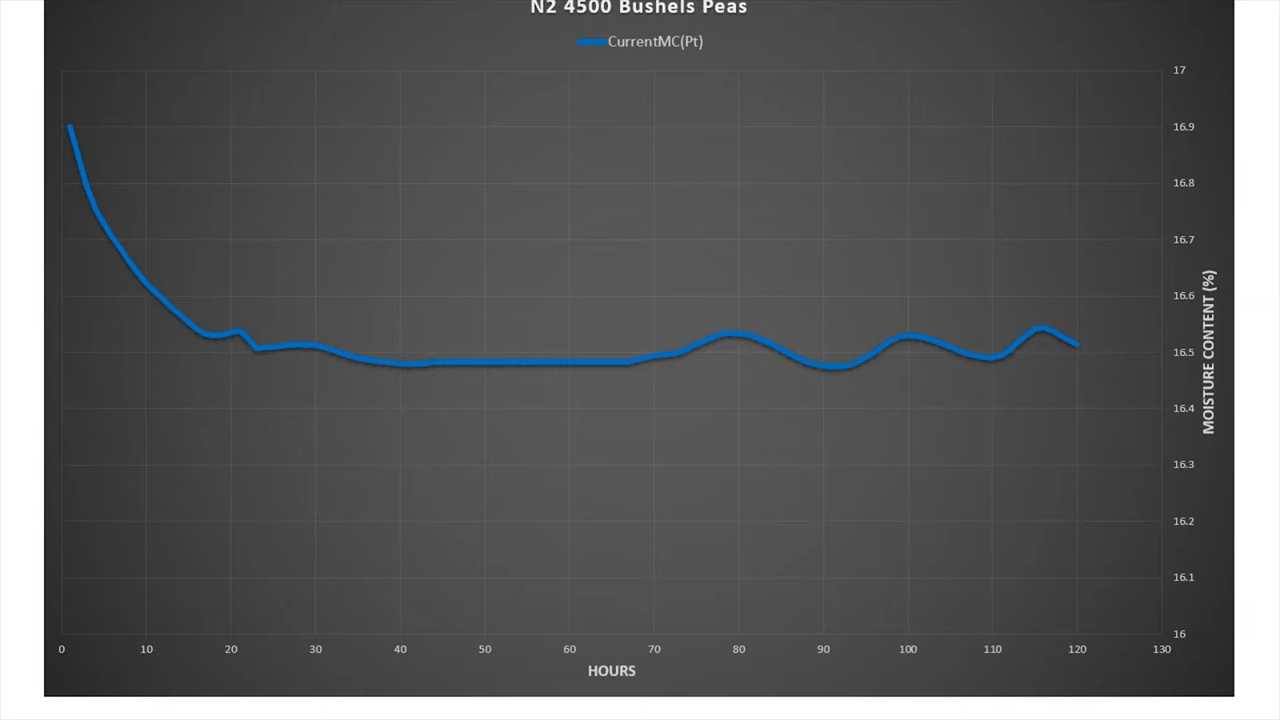 N2 4500 Bushels Peas
CurrentMC(Pt)
17
16.9
16.8
16.7
16.6
16.5
16.4
16.3
16.2
16.1
16
MOISTURE CONTENT (%)
0 10 20 30 40 50 60 70 80 90 100 110 120 130
HOURS